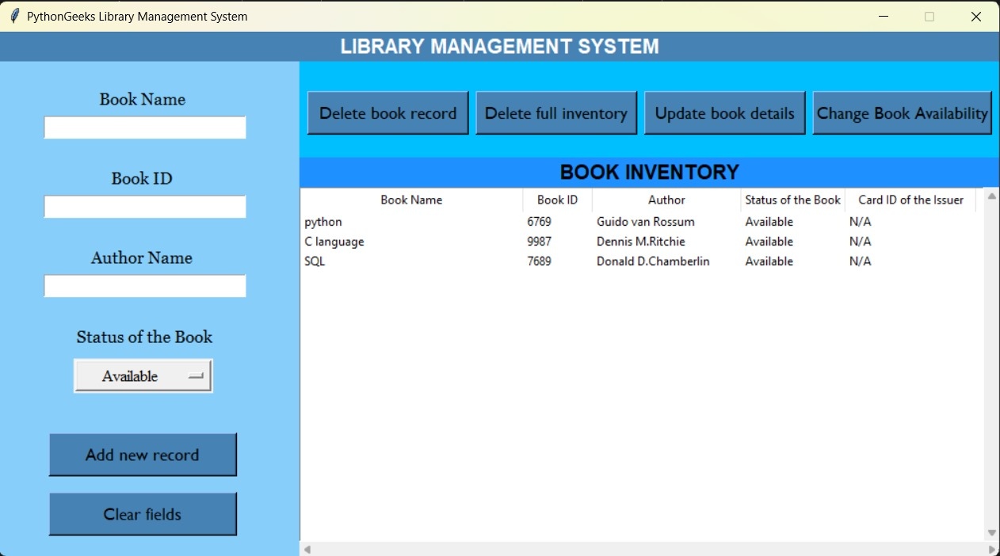 PythonGeeks Library Management System
LIBRARY MANAGEMENT SYSTEM
Book Name
Book ID
Author Name
Status of the Book
Available
Add new record
Clear fields
Delete book record Delete full inventory Update book details Change Book Availability
BOOK INVENTORY
Book Name Book ID Author Status of the Book Card ID of the Issuer
python 6769 Guido van Rossum Available N/A
C language 9987 Dennis M.Ritchie Available N/A
SQL 7689 Donald D.Chamberlin Available N/A